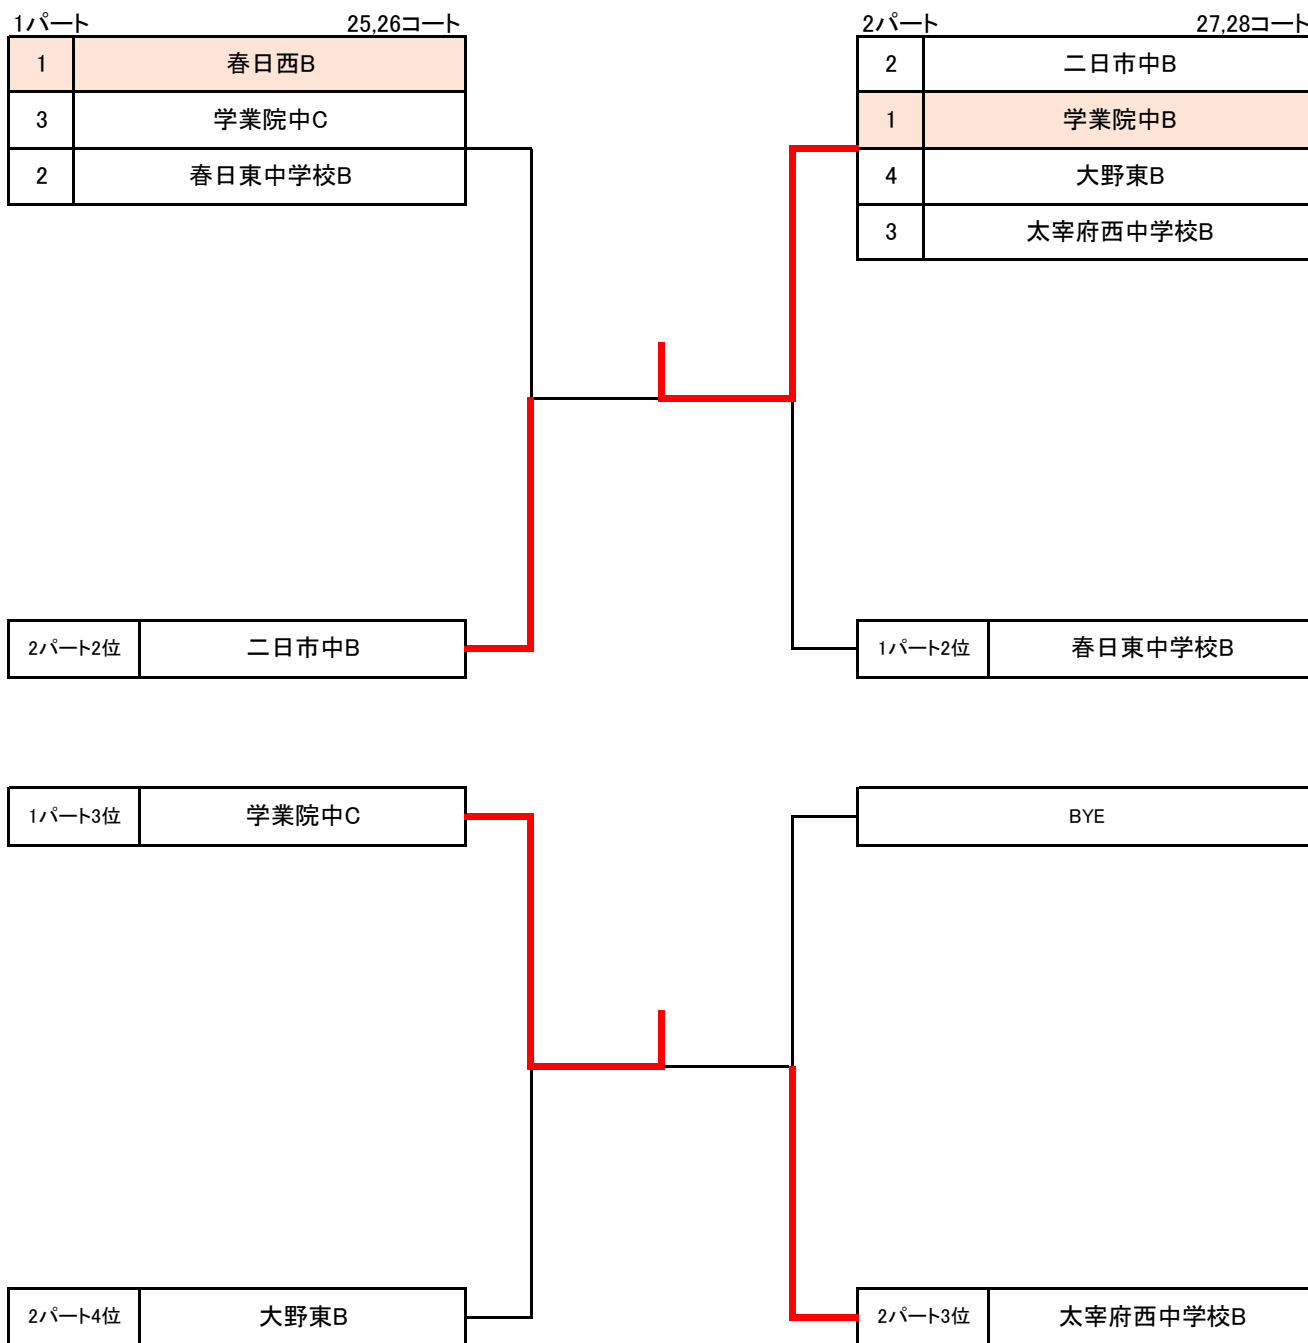 1パート 25,26コート
1 春日西B
3 学業院中C
2 春日東中学校B
2パート 27,28コート
2 二日市中B
1 学業院中B
4 大野東B
3 太宰府西中学校B
2パート2位 二日市中B
1パート2位 春日東中学校B
1パート3位 学業院中C
BYE
2パート4位 大野東B
2パート3位 太宰府西中学校B